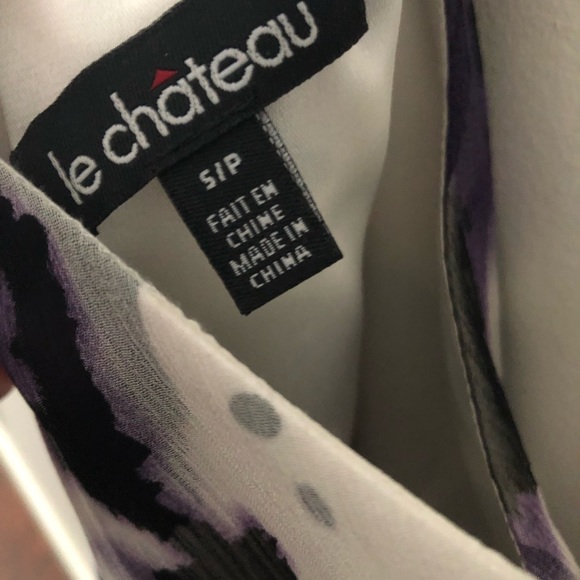 le château
S/P
FAIT EN
CHINE
MADE IN
CHINA